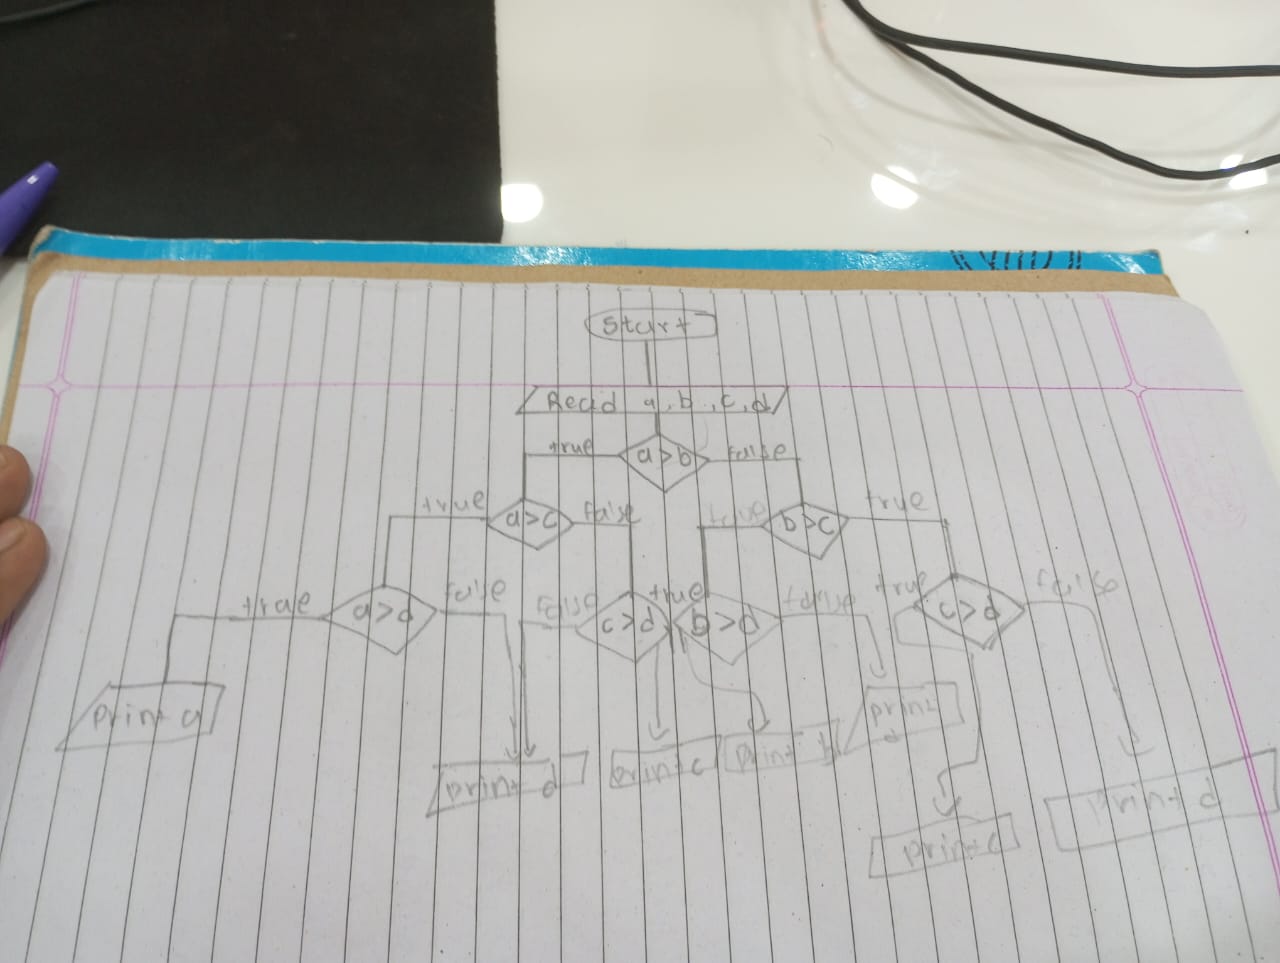 Start
Read a, b, c, d
true a>b false
true a>c false true b>c true
true a>d false false c>d true b>d false true c>d false
print a
print d
print c
print b
print d
print c
print d